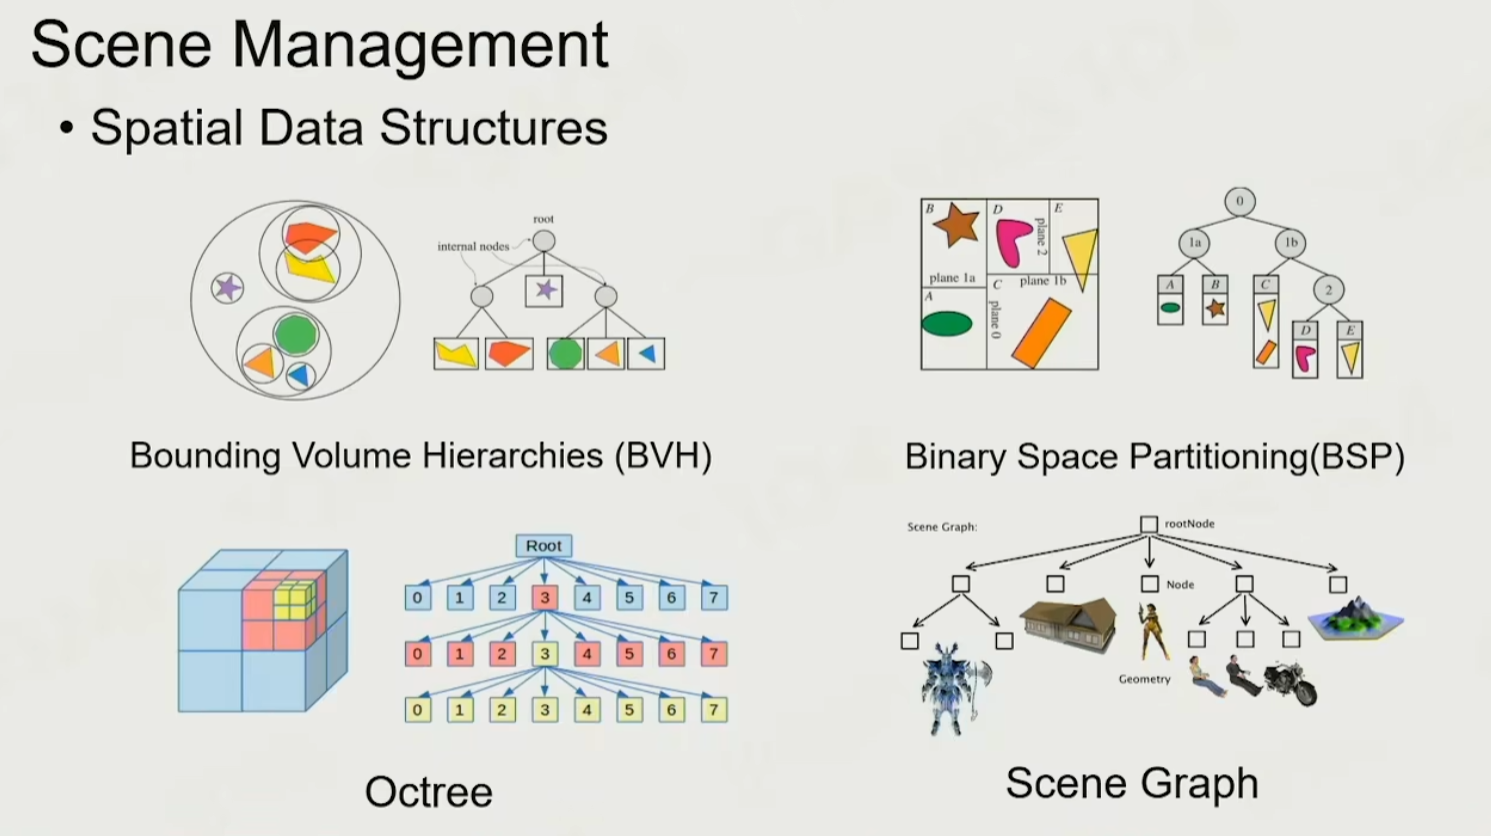 Scene Management
• Spatial Data Structures
root
internal nodes
B
D
E
plane 2
plane 1a
C
plane 1b
A
plane 0
0
1a
1b
A
B
C
2
D
E
Bounding Volume Hierarchies (BVH)
Binary Space Partitioning(BSP)
Root
0 1 2 3 4 5 6 7
0 1 2 3 4 5 6 7
0 1 2 3 4 5 6 7
Scene Graph:
rootNode
Node
Geometry
Octree
Scene Graph